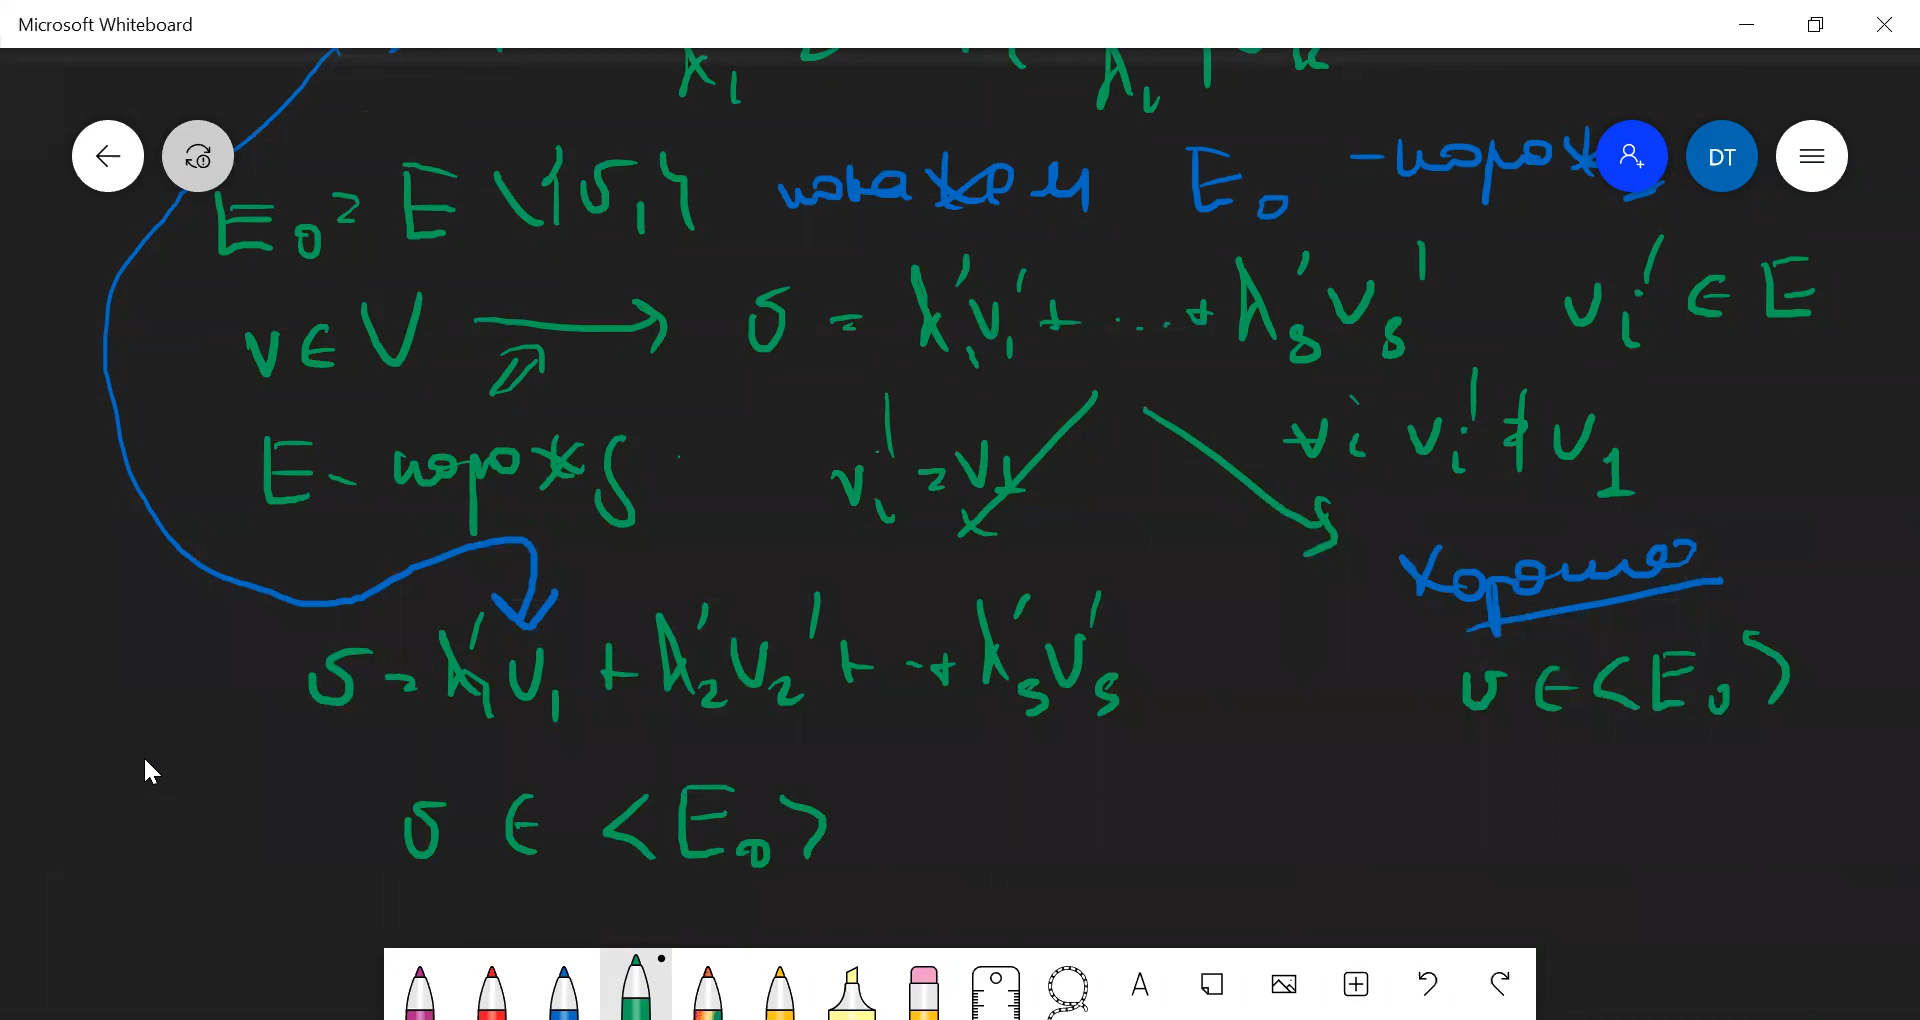 Microsoft Whiteboard
DT
E₀ = E \ {v₁} покажем E₀ - порожд
v ∈ V → v = λ₁'v₁' + ... + λₛ'vₛ' vᵢ' ∈ E
E - порожд. vᵢ' = v₁ ∀i vᵢ' ≠ v₁
хорошо
v = λ₁'v₁ + λ₂'v₂' + ... + λₛ'vₛ' v ∈ <E₀>
v ∈ <E₀>